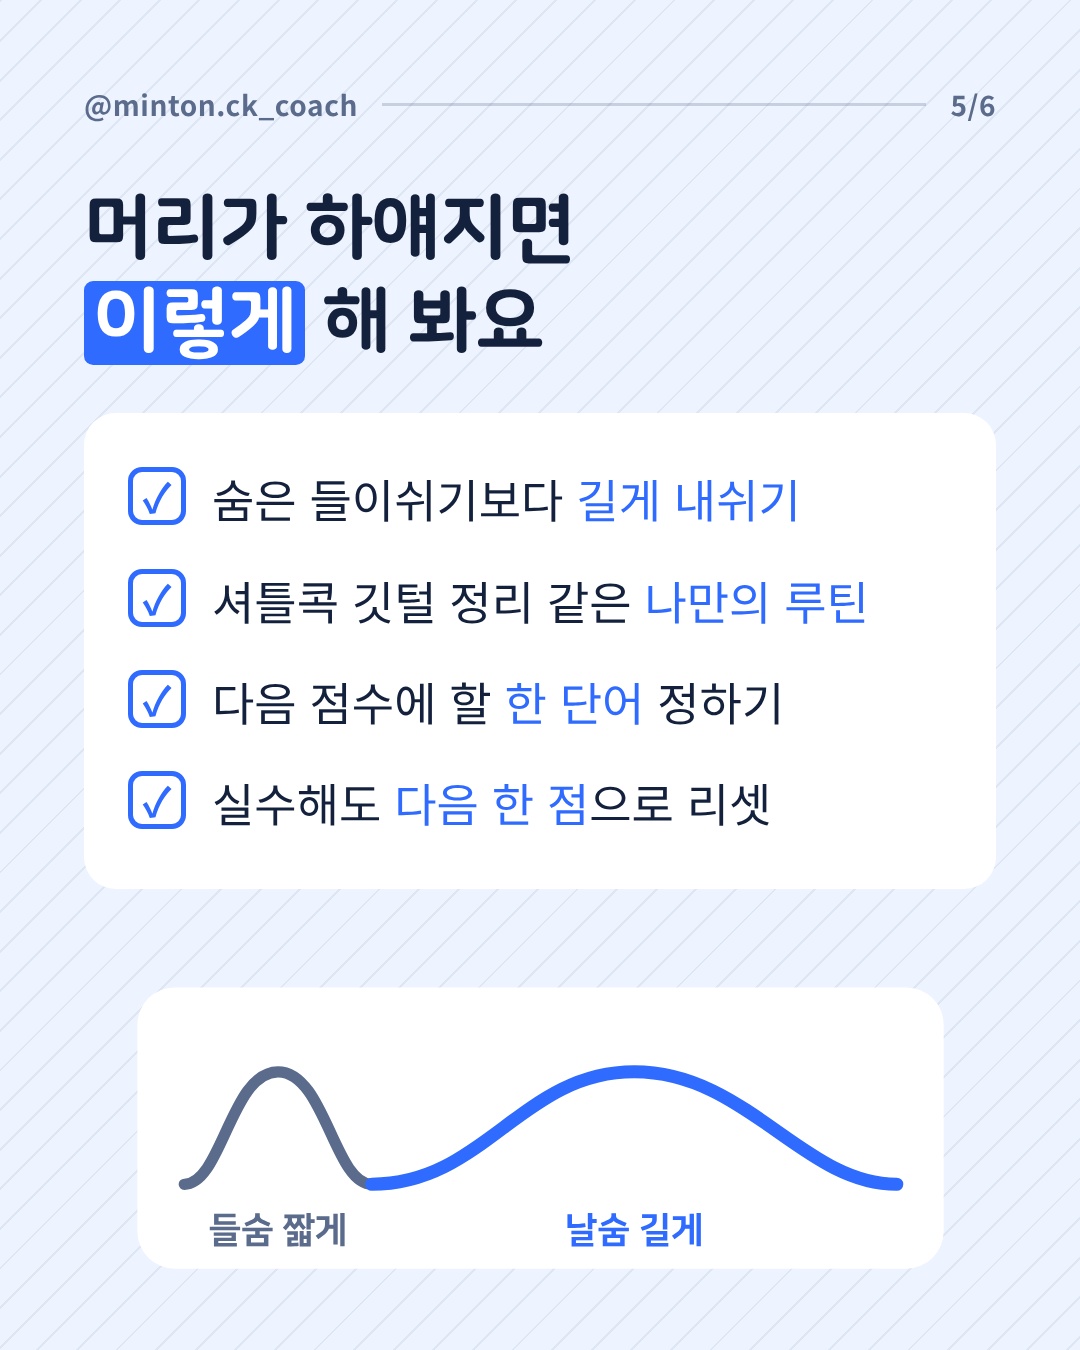 @minton.ck_coach 5/6
머리가 하얘지면
이렇게 해 봐요
숨은 들이쉬기보다 길게 내쉬기
셔틀콕 깃털 정리 같은 나만의 루틴
다음 점수에 할 한 단어 정하기
실수해도 다음 한 점으로 리셋
들숨 짧게 날숨 길게